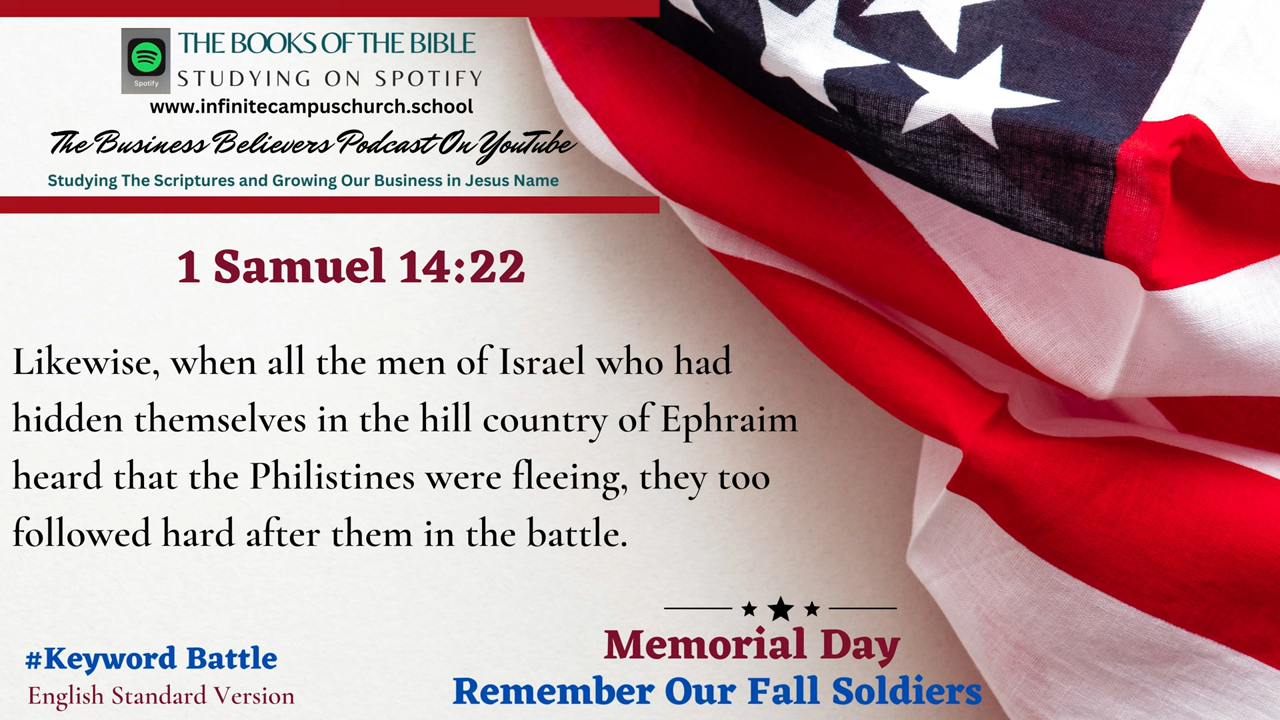 THE BOOKS OF THE BIBLE
Spotify
STUDYING ON SPOTIFY
www.infinitecampuschurch.school
The Business Believers Podcast On YouTube
Studying The Scriptures and Growing Our Business in Jesus Name
1 Samuel 14:22
Likewise, when all the men of Israel who had
hidden themselves in the hill country of Ephraim
heard that the Philistines were fleeing, they too
followed hard after them in the battle.
#Keyword Battle
English Standard Version
Memorial Day
Remember Our Fall Soldiers